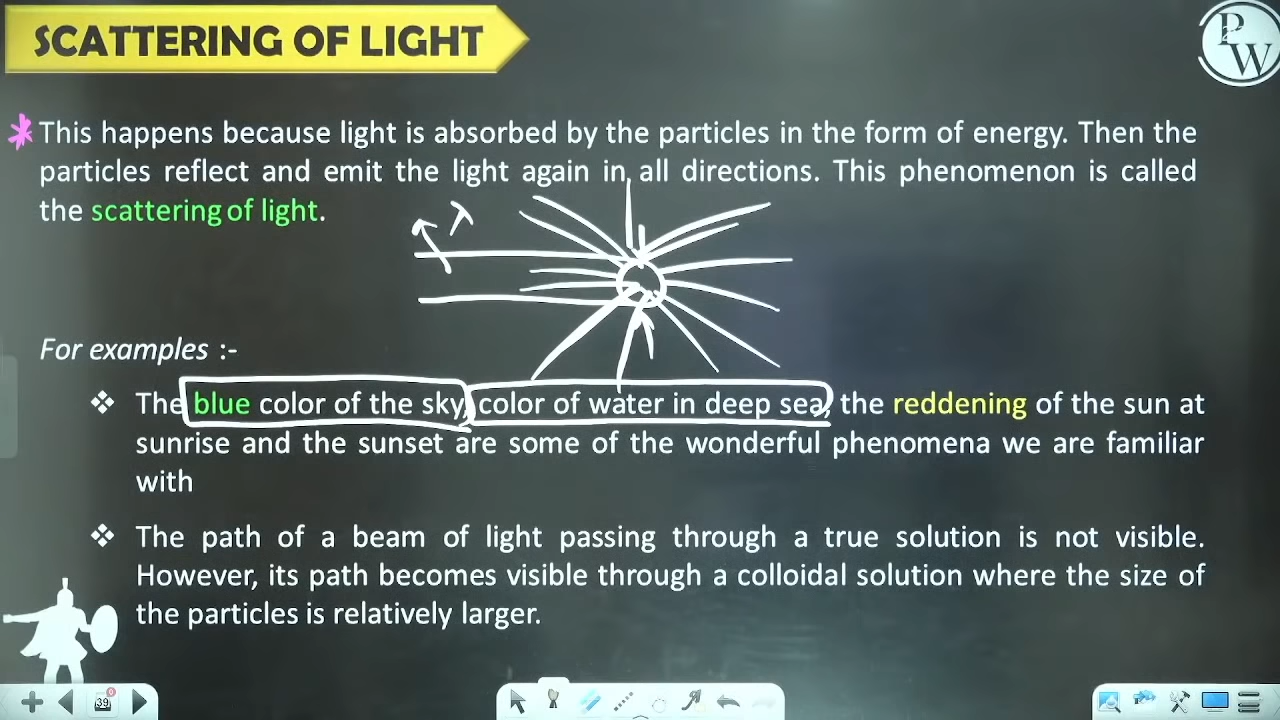 SCATTERING OF LIGHT
PW
This happens because light is absorbed by the particles in the form of energy. Then the
particles reflect and emit the light again in all directions. This phenomenon is called
the scattering of light.
For examples :-
❖ The blue color of the sky, color of water in deep sea, the reddening of the sun at
sunrise and the sunset are some of the wonderful phenomena we are familiar
with
❖ The path of a beam of light passing through a true solution is not visible.
However, its path becomes visible through a colloidal solution where the size of
the particles is relatively larger.
39